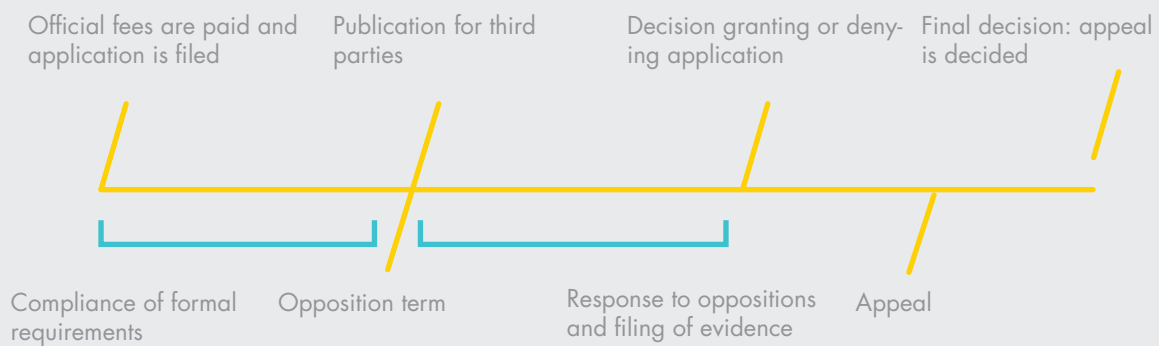 Official fees are paid and
application is filed
Publication for third
parties
Decision granting or deny-
ing application
Final decision: appeal
is decided
Compliance of formal
requirements
Opposition term
Response to oppositions
and filing of evidence
Appeal